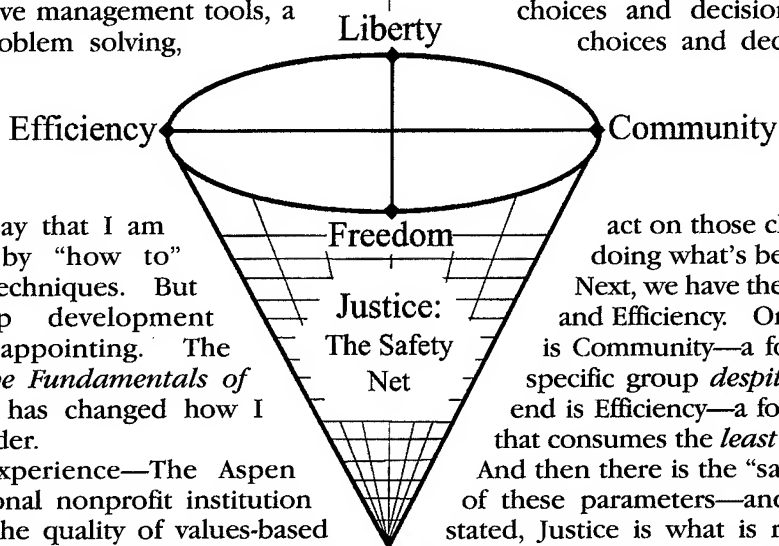 ve management tools, a
oblem solving,
ay that I am
by “how to”
echniques. But
p development
appointing. The
e Fundamentals of
has changed how I
der.
xperience—The Aspen
onal nonprofit institution
he quality of values-based
Liberty
Efficiency
Community
Freedom
Justice:
The Safety
Net
choices and decision
choices and dec
act on those c
doing what's be
Next, we have the
and Efficiency. O
is Community—a fo
specific group despit
end is Efficiency—a fo
that consumes the least
And then there is the “sa
of these parameters—and
stated, Justice is what is